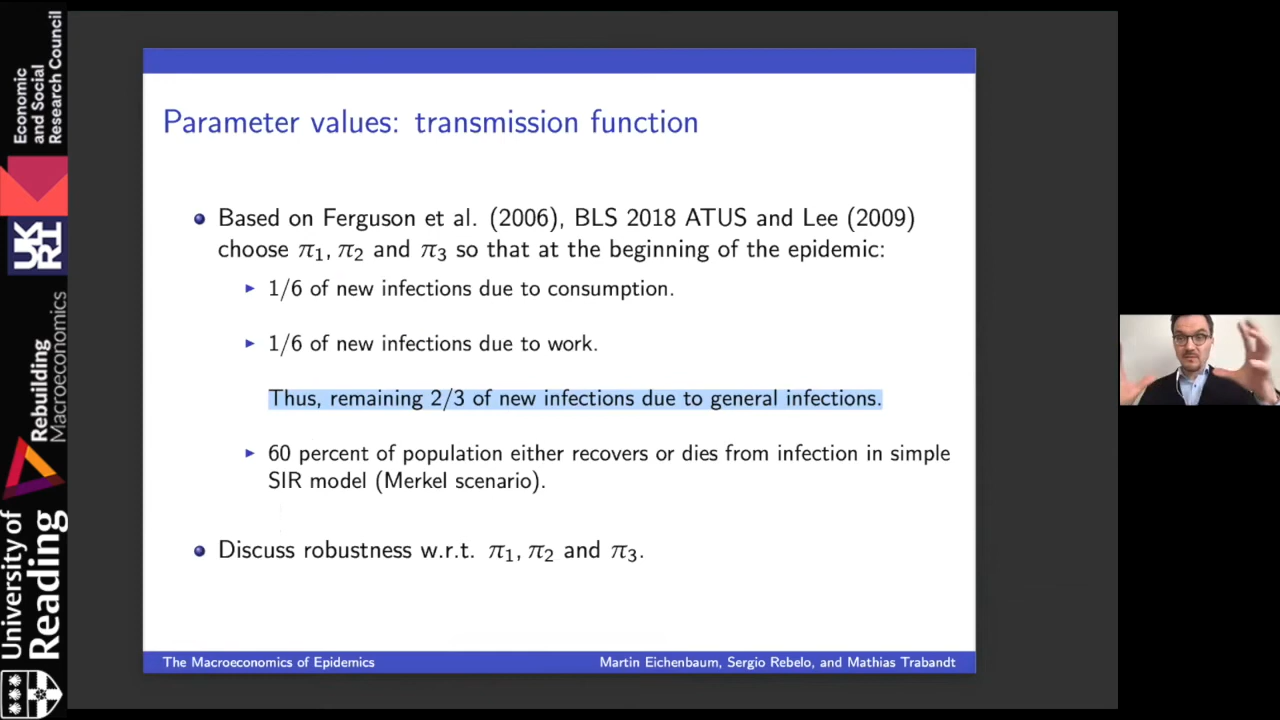 Economic
and Social
Research Council
UK
RI
Rebuilding
Macroeconomics
University of
Reading
Parameter values: transmission function
Based on Ferguson et al. (2006), BLS 2018 ATUS and Lee (2009)
choose π₁, π₂ and π₃ so that at the beginning of the epidemic:
1/6 of new infections due to consumption.
1/6 of new infections due to work.
Thus, remaining 2/3 of new infections due to general infections.
60 percent of population either recovers or dies from infection in simple
SIR model (Merkel scenario).
Discuss robustness w.r.t. π₁, π₂ and π₃.
The Macroeconomics of Epidemics
Martin Eichenbaum, Sergio Rebelo, and Mathias Trabandt